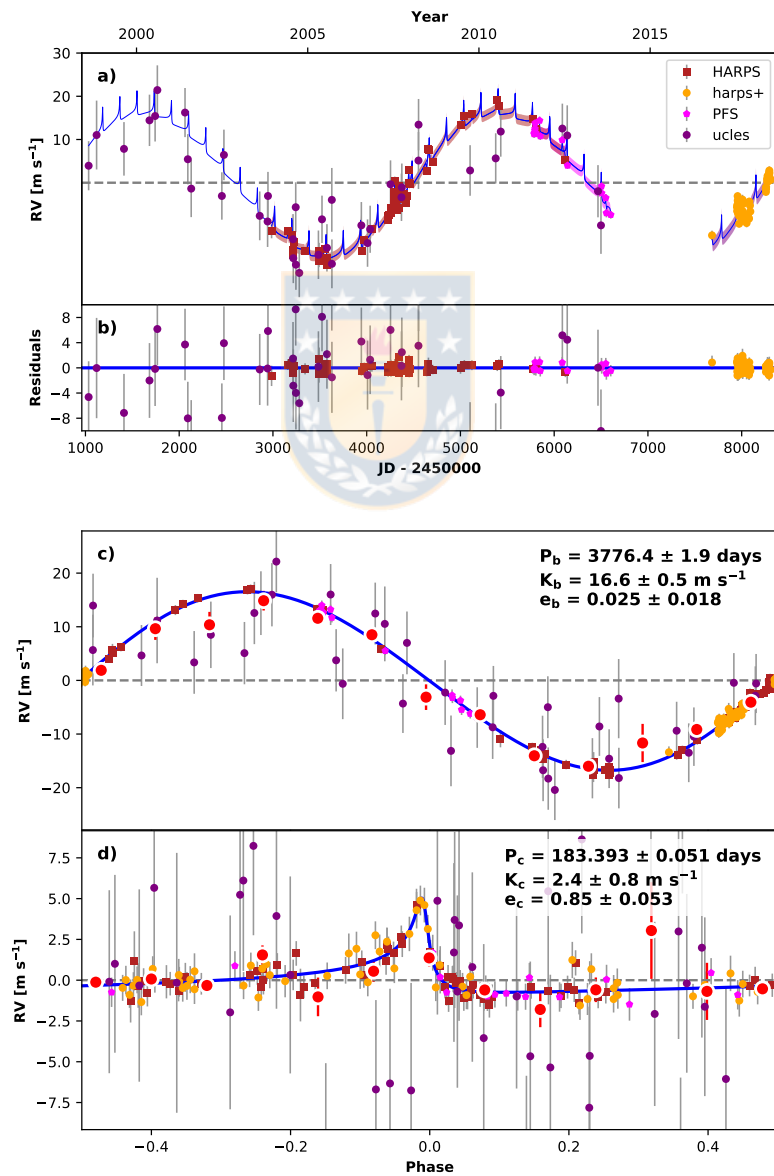 Year
2000 2005 2010 2015
a)
30
20
10
RV [m s⁻¹]
HARPS
harps+
PFS
ucles
b)
8
4
0
−4
−8
Residuals
1000 2000 3000 4000 5000 6000 7000 8000
JD - 2450000
c)
P_b = 3776.4 ± 1.9 days
K_b = 16.6 ± 0.5 m s⁻¹
e_b = 0.025 ± 0.018
20
10
0
−10
−20
RV [m s⁻¹]
d)
P_c = 183.393 ± 0.051 days
K_c = 2.4 ± 0.8 m s⁻¹
e_c = 0.85 ± 0.053
7.5
5.0
2.5
0.0
−2.5
−5.0
−7.5
RV [m s⁻¹]
−0.4 −0.2 0.0 0.2 0.4
Phase